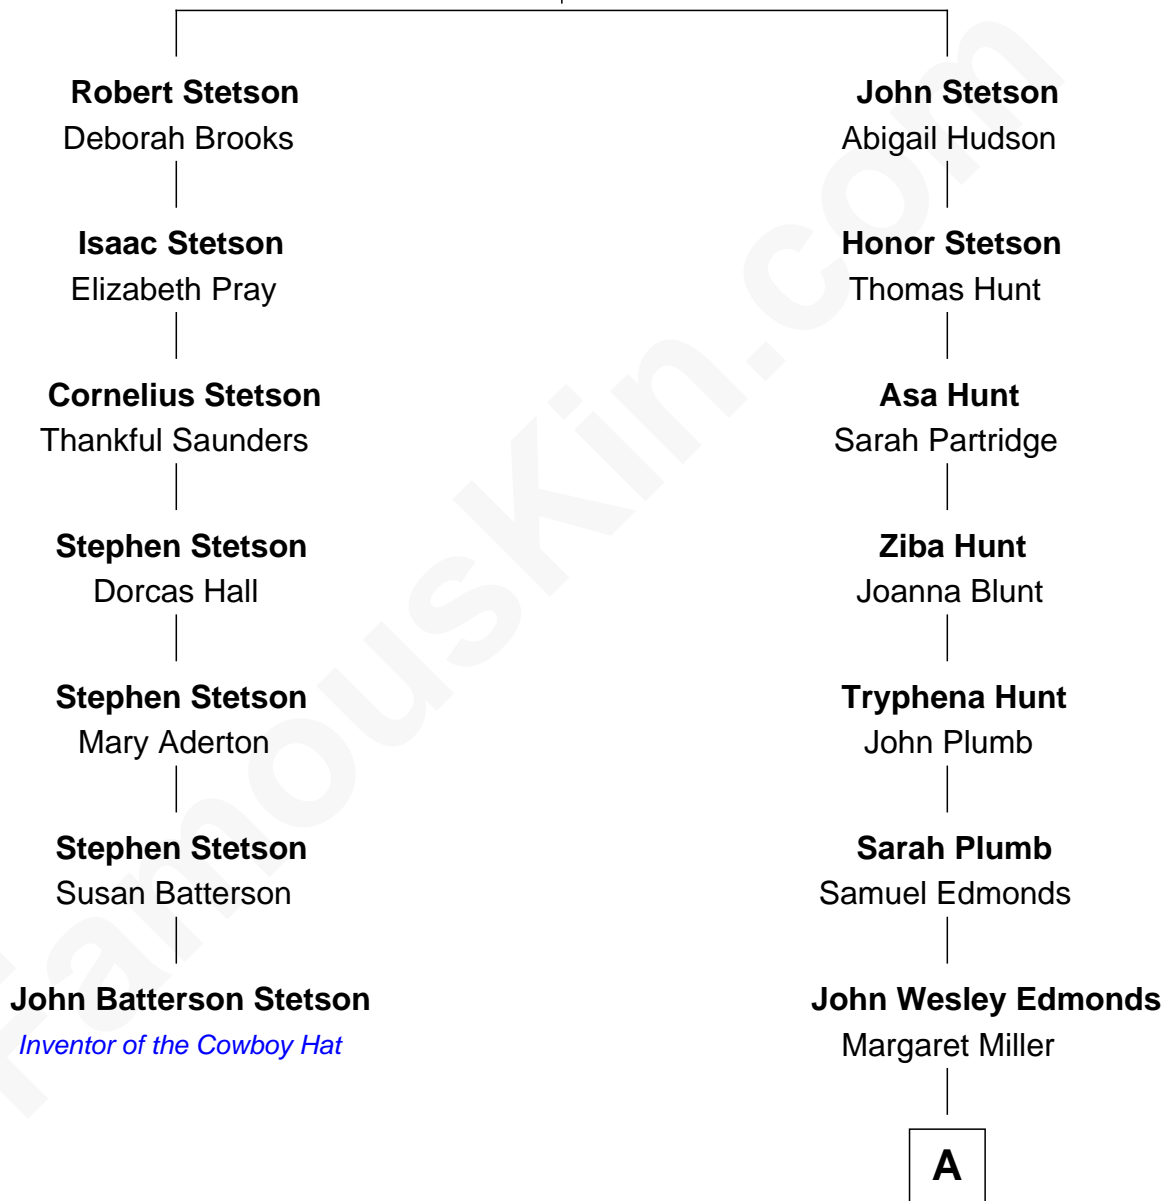 Robert Stetson
Deborah Brooks
Isaac Stetson
Elizabeth Pray
Cornelius Stetson
Thankful Saunders
Stephen Stetson
Dorcas Hall
Stephen Stetson
Mary Aderton
Stephen Stetson
Susan Batterson
John Batterson Stetson
Inventor of the Cowboy Hat
John Stetson
Abigail Hudson
Honor Stetson
Thomas Hunt
Asa Hunt
Sarah Partridge
Ziba Hunt
Joanna Blunt
Tryphena Hunt
John Plumb
Sarah Plumb
Samuel Edmonds
John Wesley Edmonds
Margaret Miller
A
FamousKin.com